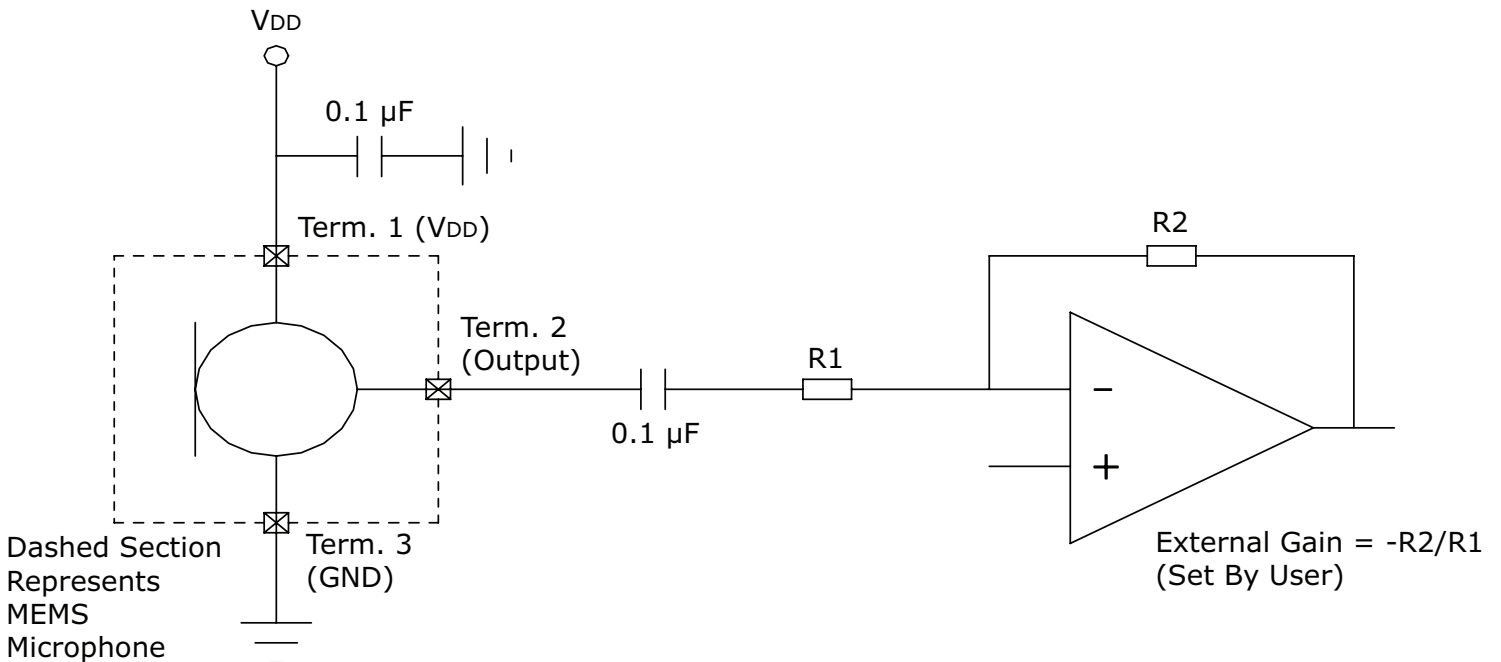 VDD
0.1 µF
Term. 1 (VDD)
R2
Term. 2
(Output)
R1
0.1 µF
−
+
Dashed Section
Represents
MEMS
Microphone
Term. 3
(GND)
External Gain = -R2/R1
(Set By User)